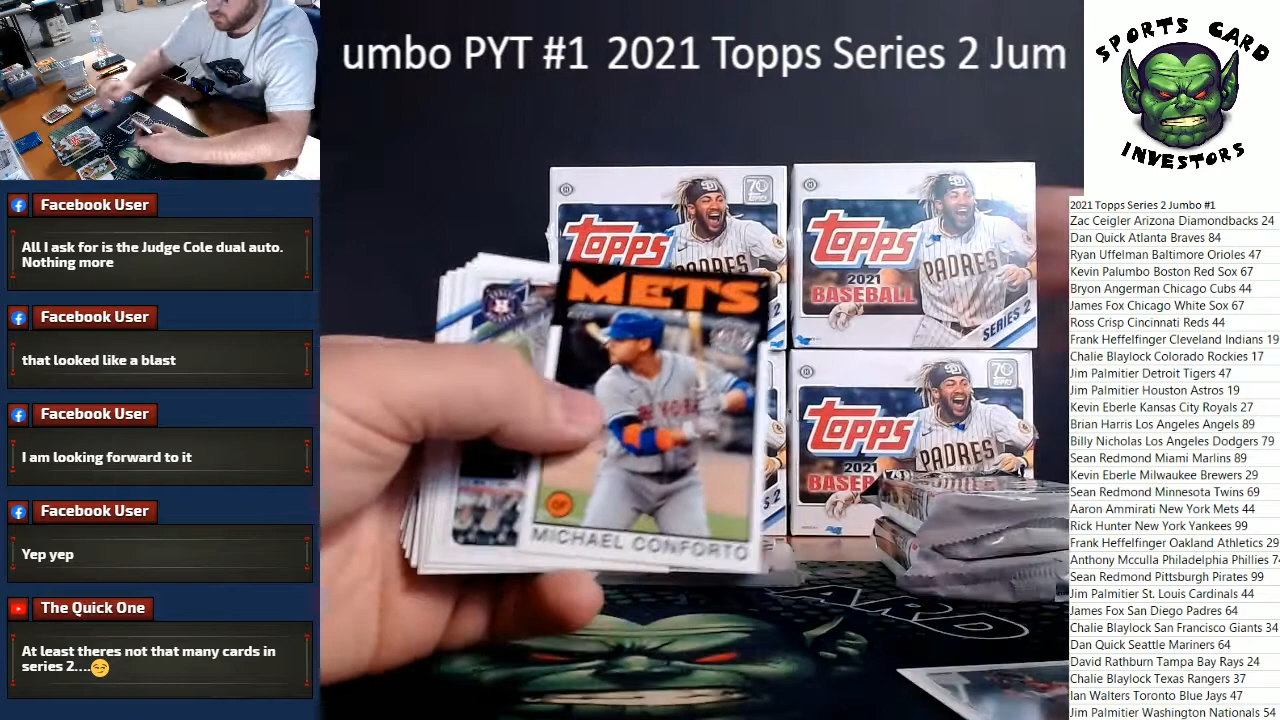 umbo PYT #1 2021 Topps Series 2 Jum
SPORTS CARD
INVESTORS
Facebook User
All I ask for is the Judge Cole dual auto.
Nothing more
Facebook User
that looked like a blast
Facebook User
I am looking forward to it
Facebook User
Yep yep
The Quick One
At least theres not that many cards in
series 2....😏
70
topps
PADRES
topps
2021
BASEBALL
PADRES
SERIES 2
70
topps
2021
BASEB
PADRES
METS
MICHAEL CONFORTO
ARD
2021 Topps Series 2 Jumbo #1
Zac Ceigler Arizona Diamondbacks 24
Dan Quick Atlanta Braves 84
Ryan Uffelman Baltimore Orioles 47
Kevin Palumbo Boston Red Sox 67
Bryon Angerman Chicago Cubs 44
James Fox Chicago White Sox 67
Ross Crisp Cincinnati Reds 44
Frank Heffelfinger Cleveland Indians 19
Chalie Blaylock Colorado Rockies 17
Jim Palmitier Detroit Tigers 47
Jim Palmitier Houston Astros 19
Kevin Eberle Kansas City Royals 27
Brian Harris Los Angeles Angels 89
Billy Nicholas Los Angeles Dodgers 79
Sean Redmond Miami Marlins 89
Kevin Eberle Milwaukee Brewers 29
Sean Redmond Minnesota Twins 69
Aaron Ammirati New York Mets 44
Rick Hunter New York Yankees 99
Frank Heffelfinger Oakland Athletics 29
Anthony Mcculla Philadelphia Phillies 7
Sean Redmond Pittsburgh Pirates 99
Jim Palmitier St. Louis Cardinals 44
James Fox San Diego Padres 64
Chalie Blaylock San Francisco Giants 34
Dan Quick Seattle Mariners 64
David Rathburn Tampa Bay Rays 24
Chalie Blaylock Texas Rangers 37
Ian Walters Toronto Blue Jays 47
Jim Palmitier Washington Nationals 54